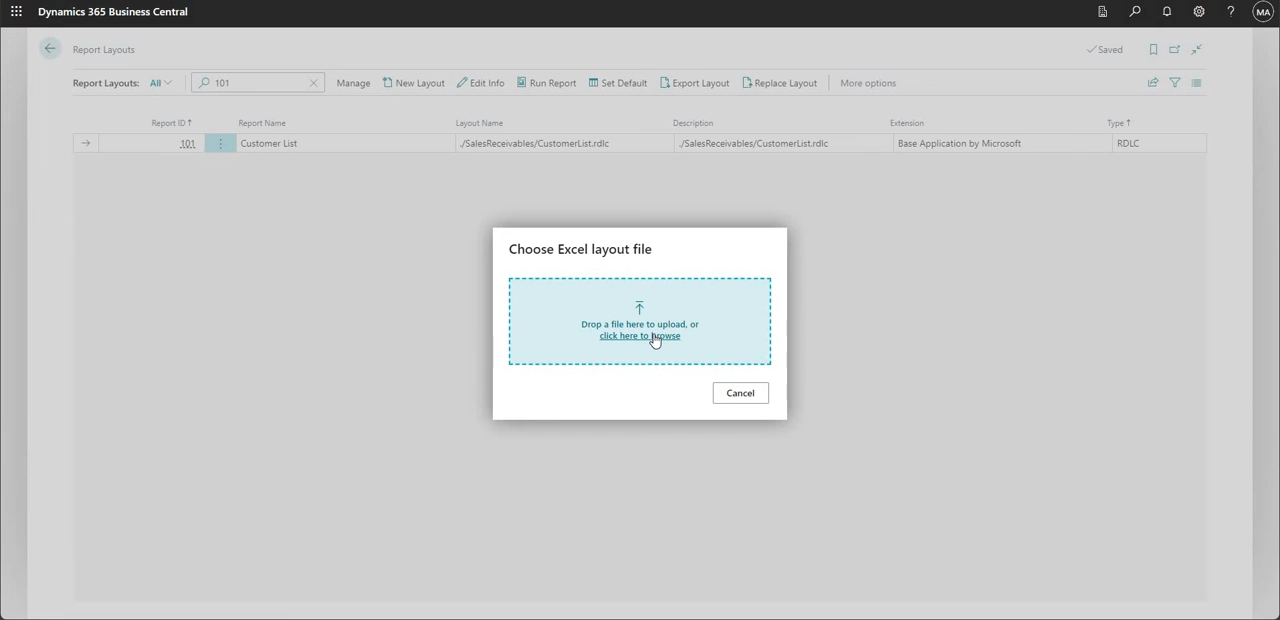 Dynamics 365 Business Central
? MA
Report Layouts
Saved
Report Layouts: All 101 Manage New Layout Edit Info Run Report Set Default Export Layout Replace Layout More options
Report ID ↑ Report Name Layout Name Description Extension Type ↑
→ 101 Customer List ./SalesReceivables/CustomerList.rdlc ./SalesReceivables/CustomerList.rdlc Base Application by Microsoft RDLC
Choose Excel layout file
Drop a file here to upload, or
click here to browse
Cancel